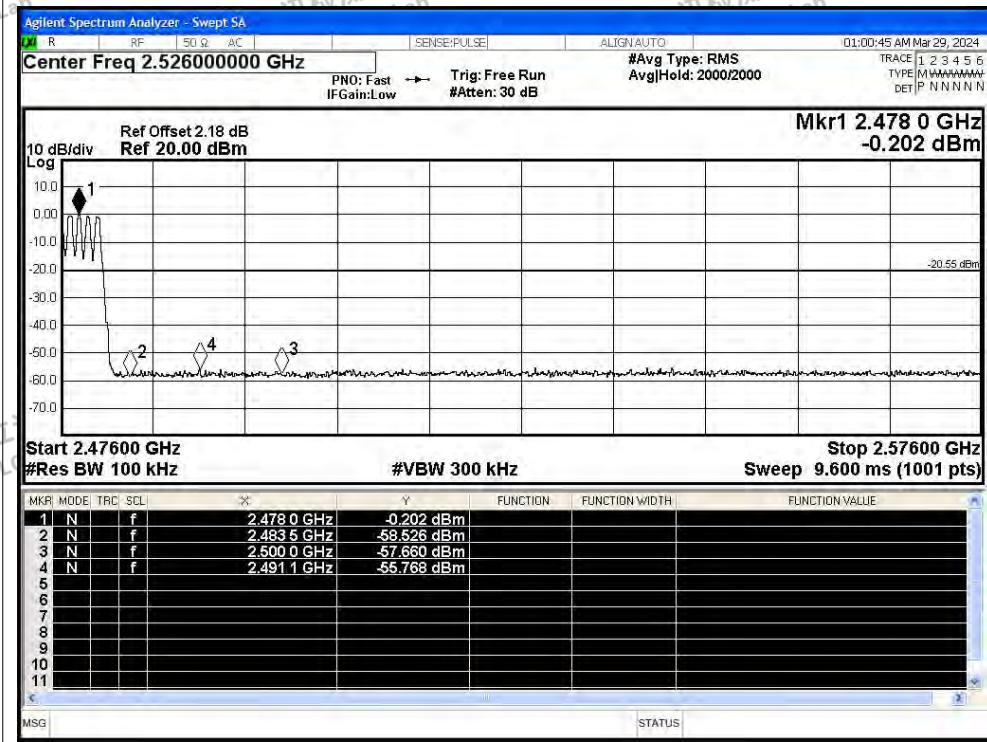 Agilent Spectrum Analyzer - Swept SA
R RF 50 Ω AC SENSE:PULSE ALIGN AUTO 01:00:45 AM Mar 29, 2024
Center Freq 2.526000000 GHz
PNO: Fast
IFGain:Low
Trig: Free Run
#Atten: 30 dB
#Avg Type: RMS
Avg|Hold: 2000/2000
TRACE 1 2 3 4 5 6
TYPE M
DET P N N N N N
Ref Offset 2.18 dB
10 dB/div Ref 20.00 dBm
Log
Mkr1 2.478 0 GHz
-0.202 dBm
10.0
0.00
-10.0
-20.0
-30.0
-40.0
-50.0
-60.0
-70.0
1
2
4
3
-20.55 dBm
Start 2.47600 GHz Stop 2.57600 GHz
#Res BW 100 kHz #VBW 300 kHz Sweep 9.600 ms (1001 pts)
MKR MODE TRC SCL X Y FUNCTION FUNCTION WIDTH FUNCTION VALUE
1 N f 2.478 0 GHz -0.202 dBm
2 N f 2.483 5 GHz -58.526 dBm
3 N f 2.500 0 GHz -57.660 dBm
4 N f 2.491 1 GHz -55.768 dBm
5
6
7
8
9
10
11
MSG STATUS